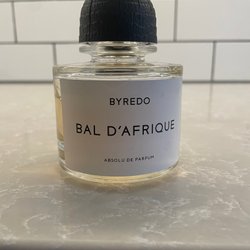 BYREDO
BAL D'AFRIQUE
ABSOLU DE PARFUM